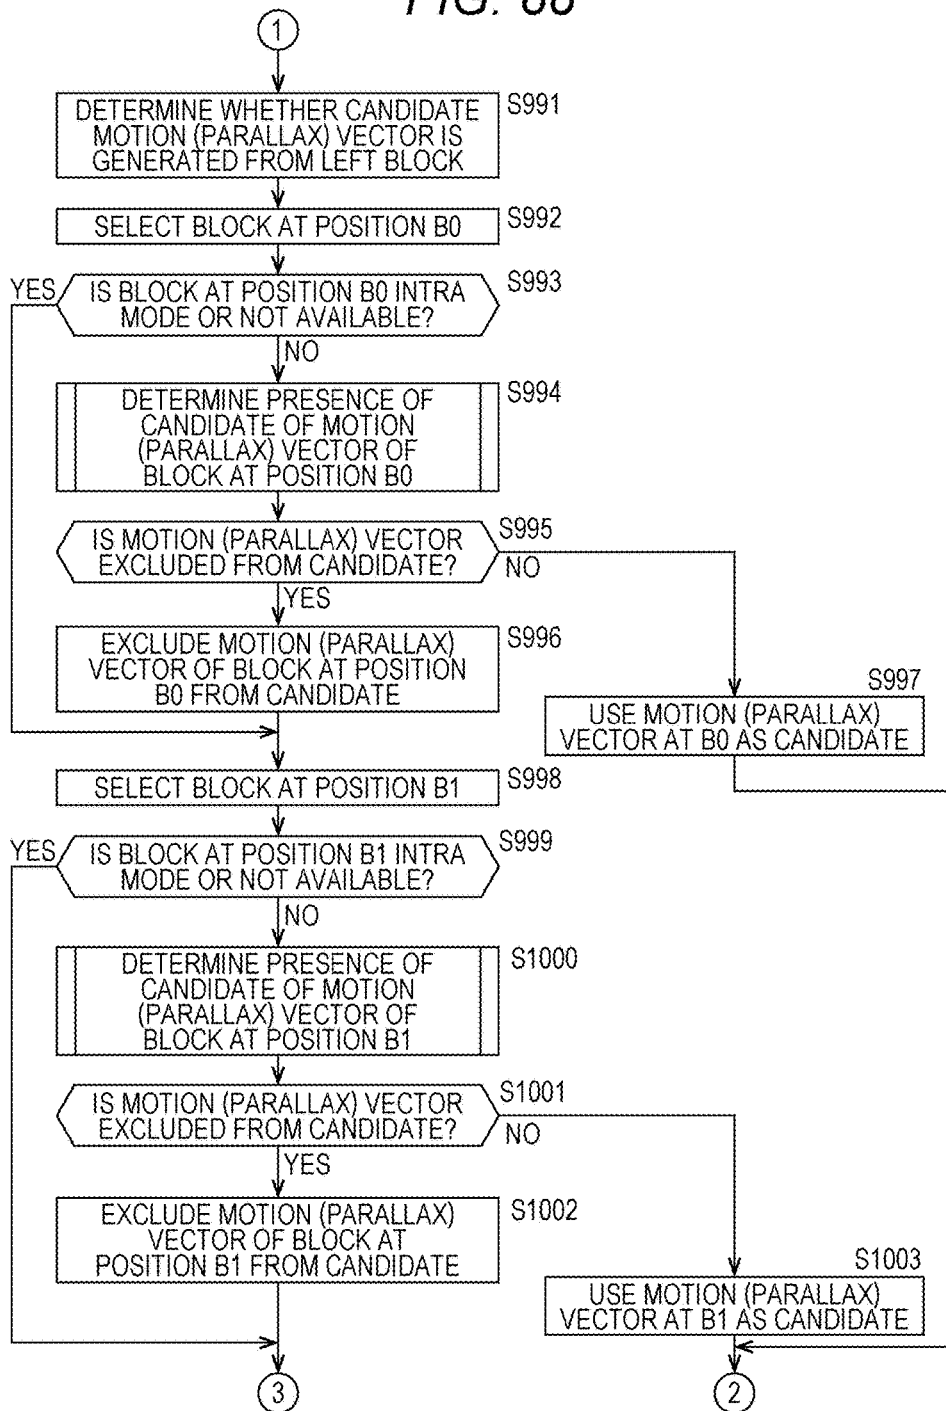 FIG.
1
DETERMINE WHETHER CANDIDATE
MOTION (PARALLAX) VECTOR IS
GENERATED FROM LEFT BLOCK
S991
SELECT BLOCK AT POSITION B0
S992
YES
IS BLOCK AT POSITION B0 INTRA
MODE OR NOT AVAILABLE?
S993
NO
DETERMINE PRESENCE OF
CANDIDATE OF MOTION
(PARALLAX) VECTOR OF
BLOCK AT POSITION B0
S994
IS MOTION (PARALLAX) VECTOR
EXCLUDED FROM CANDIDATE?
S995
NO
YES
EXCLUDE MOTION (PARALLAX)
VECTOR OF BLOCK AT POSITION
B0 FROM CANDIDATE
S996
S997
USE MOTION (PARALLAX)
VECTOR AT B0 AS CANDIDATE
SELECT BLOCK AT POSITION B1
S998
YES
IS BLOCK AT POSITION B1 INTRA
MODE OR NOT AVAILABLE?
S999
NO
DETERMINE PRESENCE OF
CANDIDATE OF MOTION
(PARALLAX) VECTOR OF
BLOCK AT POSITION B1
S1000
IS MOTION (PARALLAX) VECTOR
EXCLUDED FROM CANDIDATE?
S1001
NO
YES
EXCLUDE MOTION (PARALLAX)
VECTOR OF BLOCK AT
POSITION B1 FROM CANDIDATE
S1002
S1003
USE MOTION (PARALLAX)
VECTOR AT B1 AS CANDIDATE
3
2